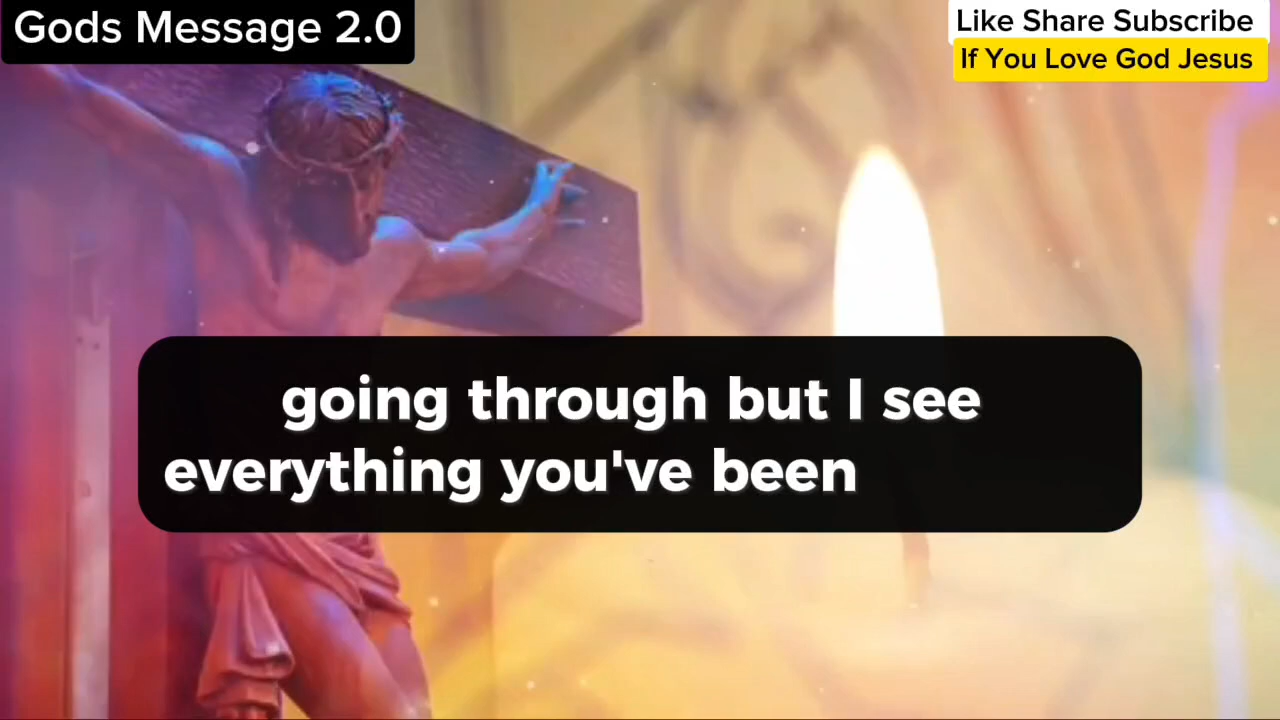 Gods Message 2.0
Like Share Subscribe
If You Love God Jesus
going through but I see
everything you've been